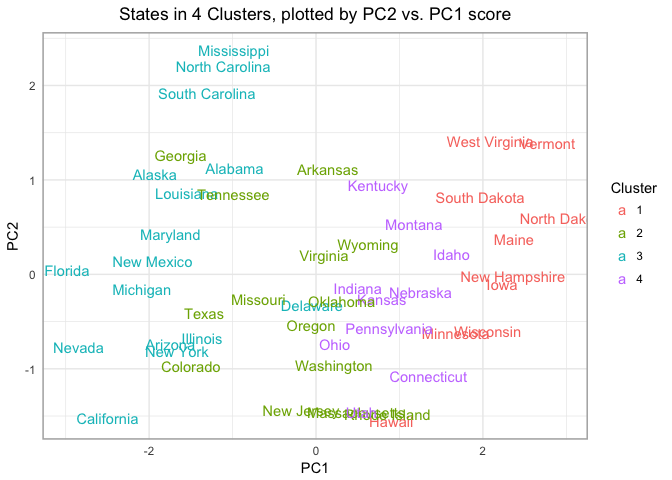 States in 4 Clusters, plotted by PC2 vs. PC1 score
Mississippi
North Carolina
2
South Carolina
West Virginia
Vermont
Georgia
Alabama
Arkansas
Alaska
1
Kentucky
Cluster
Louisiana
Tennessee
South Dakota
a 1
North Dak
Montana
a 2
Maryland
Maine
PC2
Wyoming
a 3
Virginia
Idaho
a 4
New Mexico
Florida
0
New Hampshire
Michigan
Indiana
Iowa
Nebraska
Missouri
Oklahoma
Kansas
Delaware
Texas
Oregon
Pennsylvania
Wisconsin
Minnesota
Illinois
Arizona
Ohio
Nevada
New York
Colorado
Washington
-1
Connecticut
New Jersey
Massachusetts
Utah
Rhode Island
California
Hawaii
-2
0
2
PC1